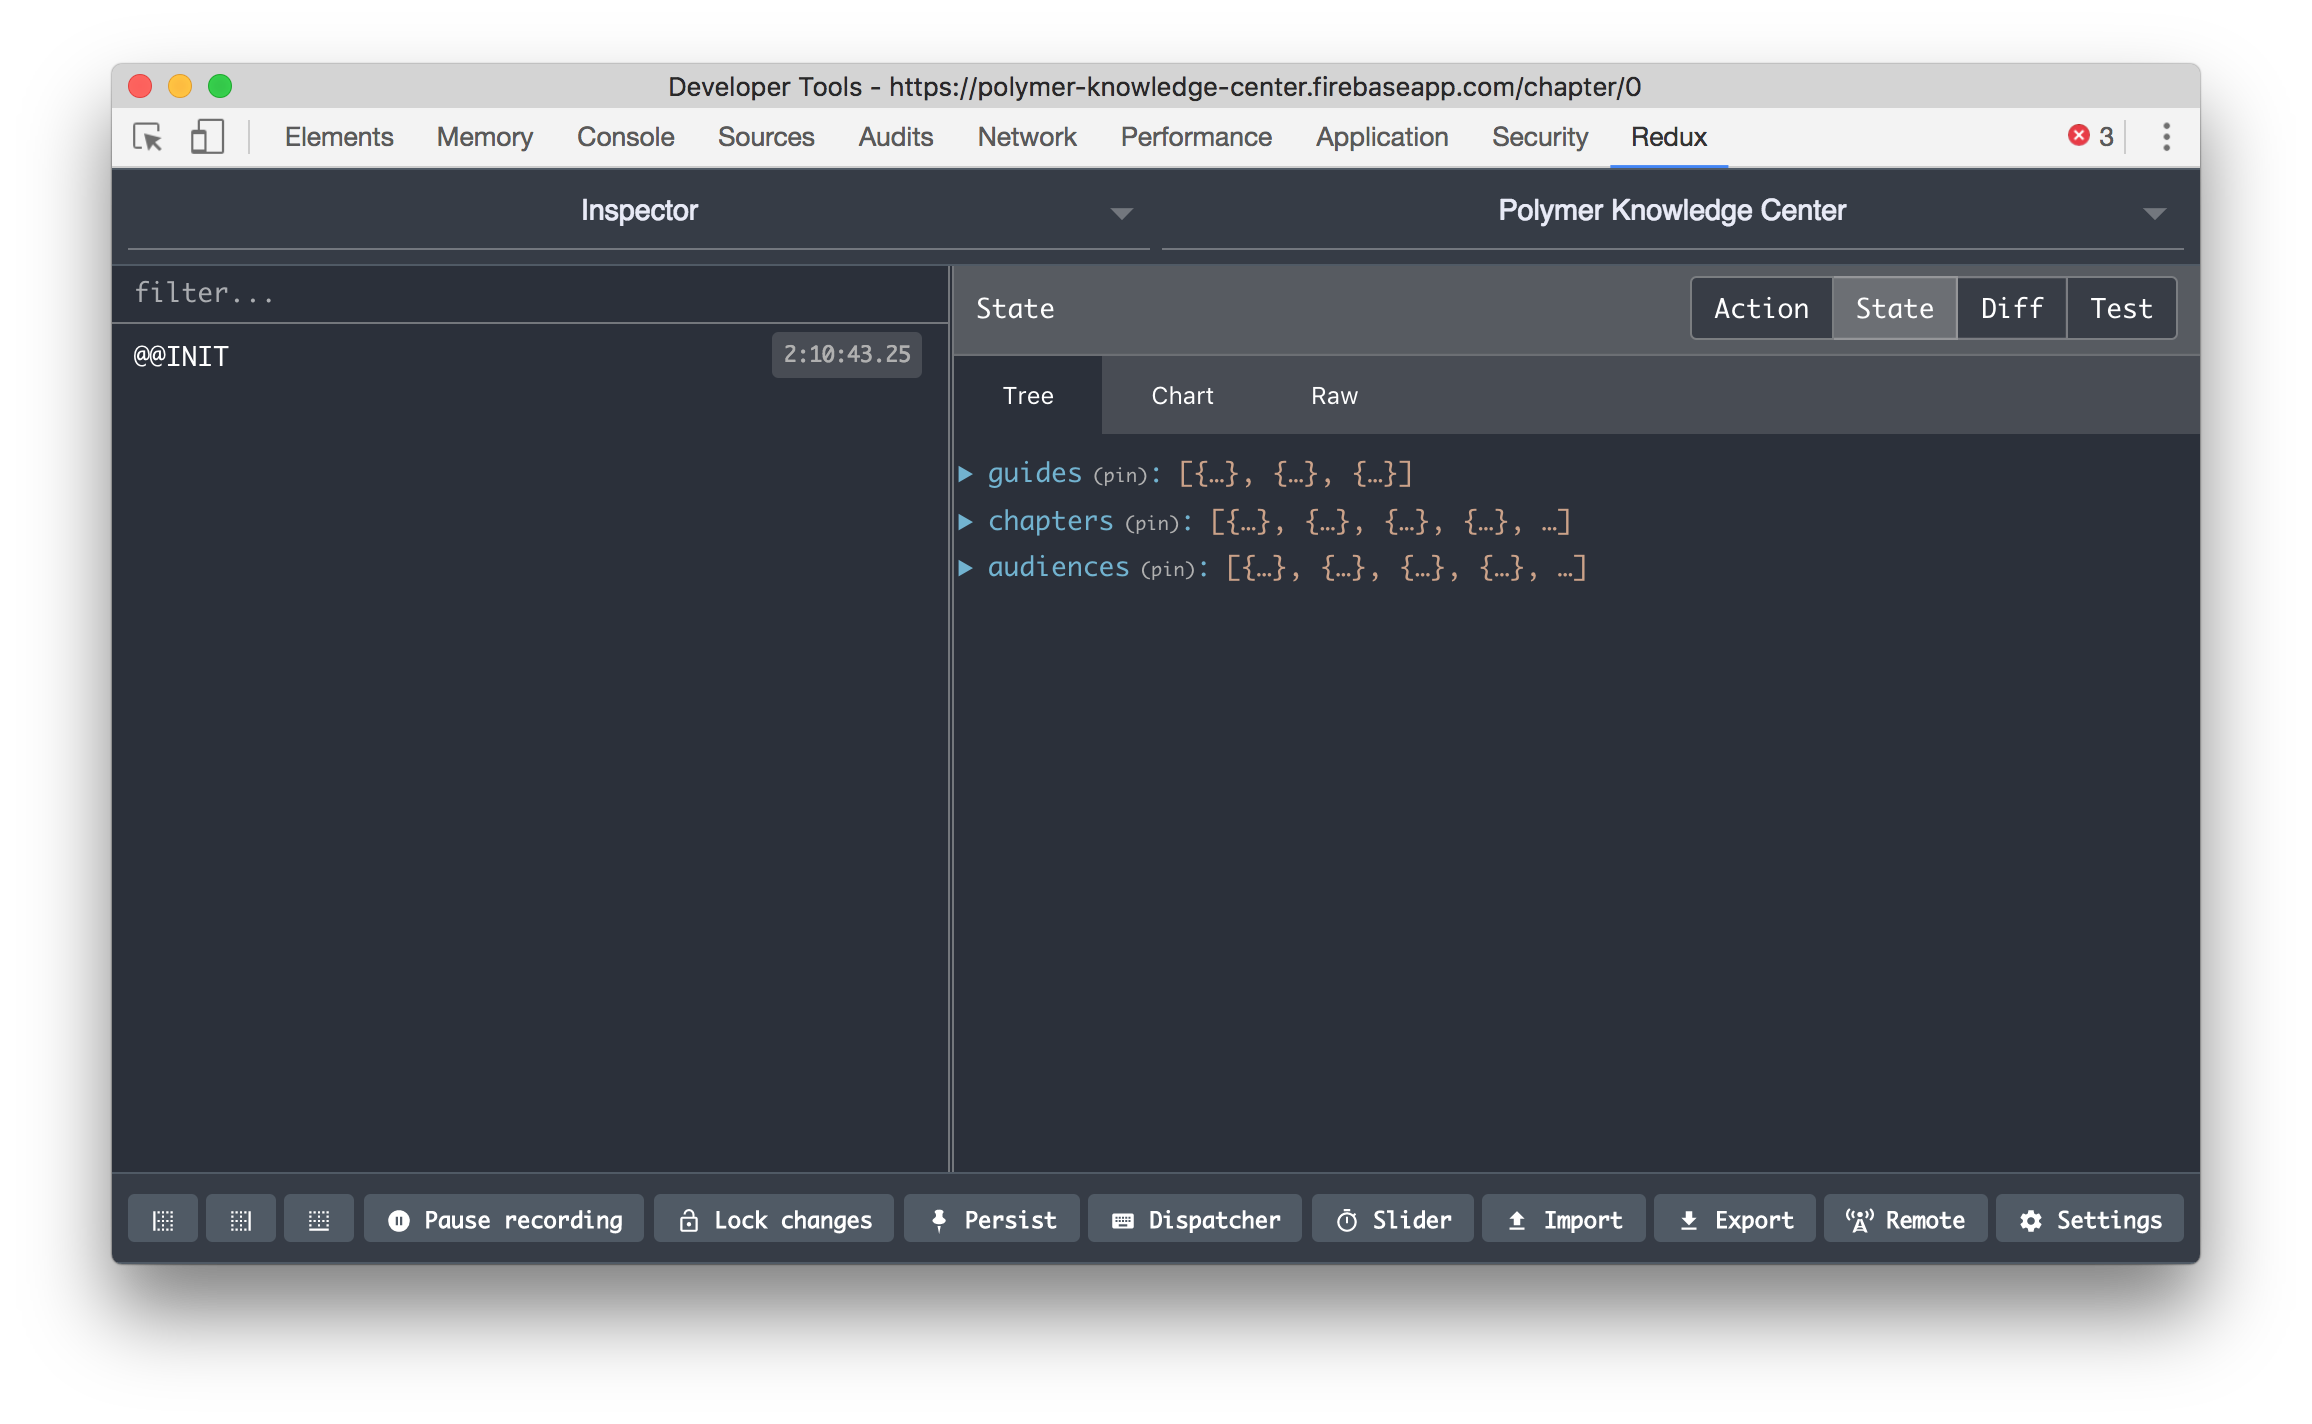 Developer Tools - https://polymer-knowledge-center.firebaseapp.com/chapter/0
Elements Memory Console Sources Audits Network Performance Application Security Redux 3
Inspector Polymer Knowledge Center
filter...
State Action State Diff Test
@@INIT 2:10:43.25
Tree Chart Raw
guides (pin): [{…}, {…}, {…}]
chapters (pin): [{…}, {…}, {…}, {…}, …]
audiences (pin): [{…}, {…}, {…}, {…}, …]
Pause recording Lock changes Persist Dispatcher Slider Import Export Remote Settings